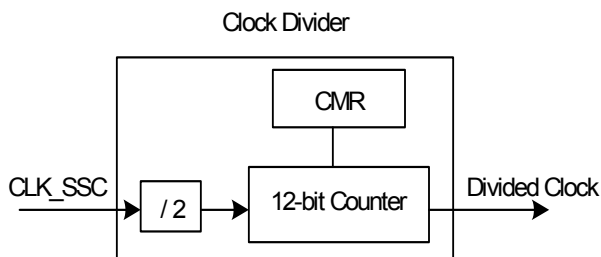 Clock Divider
CMR
CLK_SSC
/ 2
12-bit Counter
Divided Clock